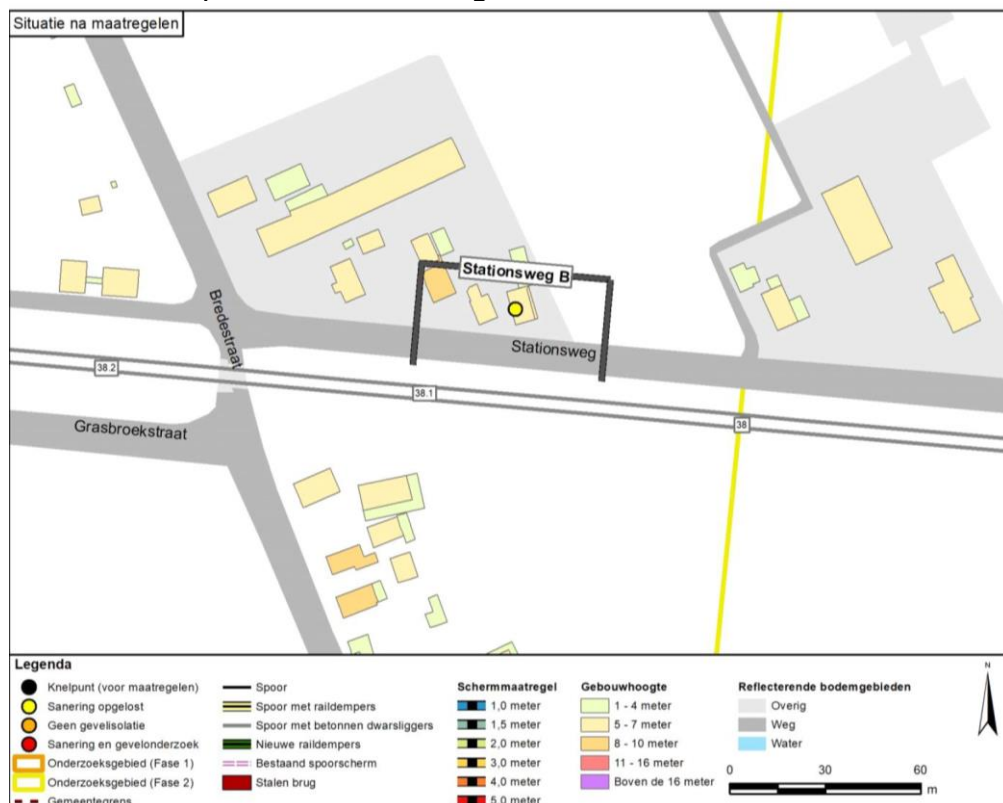 Situatie na maatregelen
Stationsweg B
Bredestraat
Stationsweg
38.2
38.1
38
Grasbroekstraat
Legenda
Knelpunt (voor maatregelen)
Sanering opgelost
Geen gevelisolatie
Sanering en gevelonderzoek
Onderzoeksgebied (Fase 1)
Onderzoeksgebied (Fase 2)
Gemeentegrens
Spoor
Spoor met raildempers
Spoor met betonnen dwarsliggers
Nieuwe raildempers
Bestaand spoorscherm
Stalen brug
Schermmaatregel
1,0 meter
1,5 meter
2,0 meter
3,0 meter
4,0 meter
5,0 meter
Gebouwhoogte
1 - 4 meter
5 - 7 meter
8 - 10 meter
11 - 16 meter
Boven de 16 meter
Reflecterende bodemgebieden
Overig
Weg
Water
N
0 30 60
m